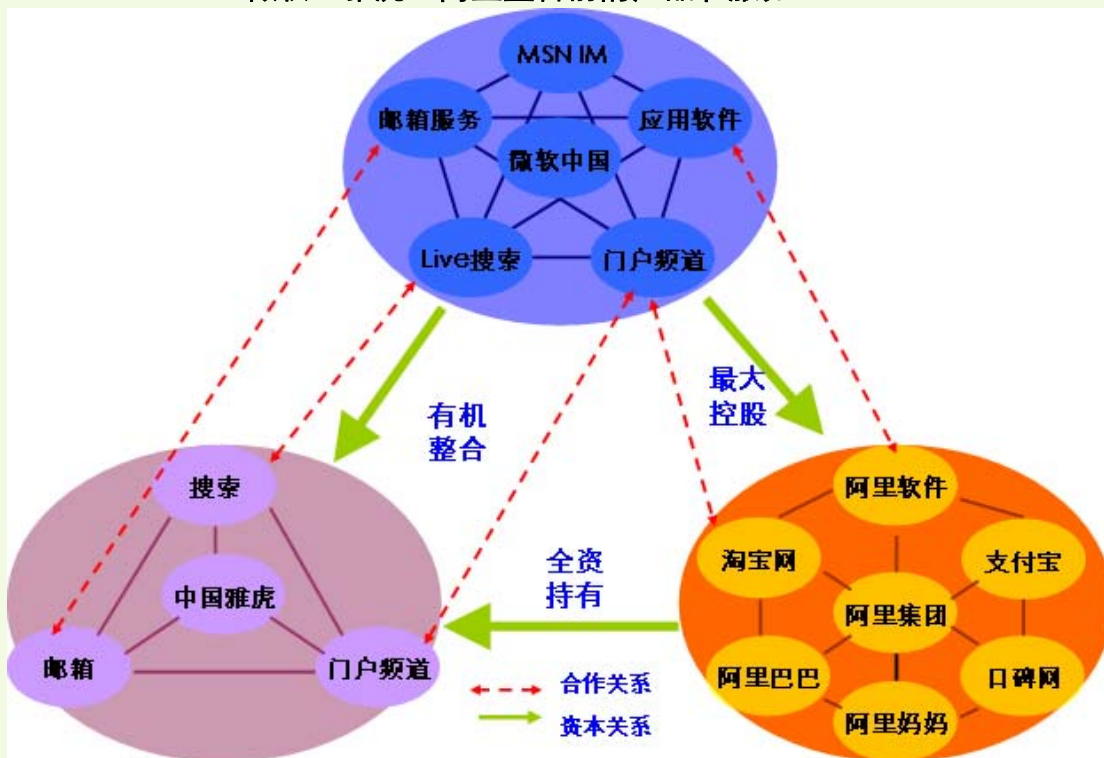 MSN IM
邮箱服务
应用软件
微软中国
Live搜索
门户频道
有机
整合
最大
控股
搜索
中国雅虎
邮箱
门户频道
全资
持有
阿里软件
淘宝网
支付宝
阿里集团
阿里巴巴
口碑网
阿里妈妈
合作关系
资本关系